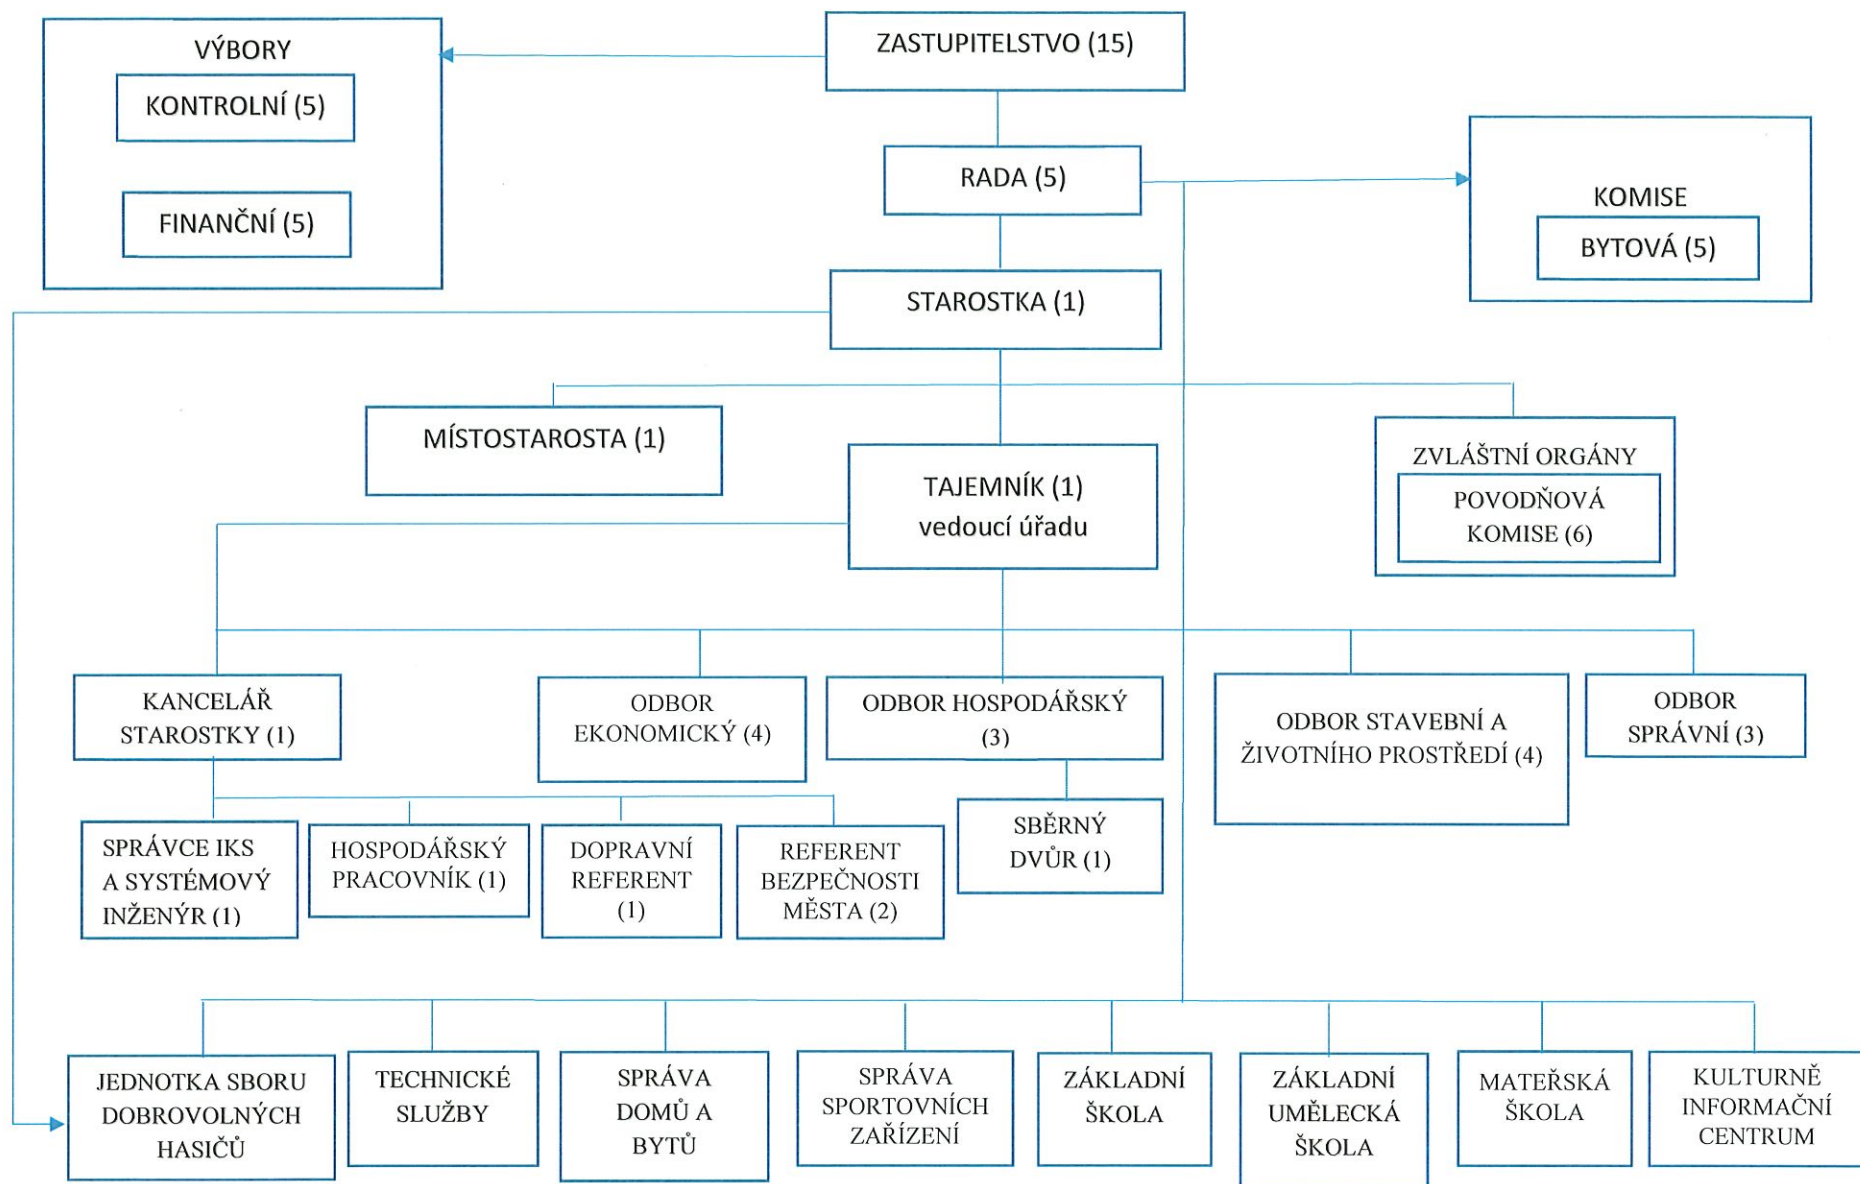 VÝBORY
KONTROLNÍ (5)
FINANČNÍ (5)
ZASTUPITELSTVO (15)
RADA (5)
KOMISE
BYTOVÁ (5)
STAROSTKA (1)
MÍSTOSTAROSTA (1)
TAJEMNÍK (1)
vedoucí úřadu
ZVLÁŠTNÍ ORGÁNY
POVODŇOVÁ
KOMISE (6)
KANCELÁŘ
STAROSTKY (1)
ODBOR
EKONOMICKÝ (4)
ODBOR HOSPODÁŘSKÝ
(3)
ODBOR STAVEBNÍ A
ŽIVOTNÍHO PROSTŘEDÍ (4)
ODBOR
SPRÁVNÍ (3)
SPRÁVCE IKS
A SYSTÉMOVÝ
INŽENÝR (1)
HOSPODÁŘSKÝ
PRACOVNÍK (1)
DOPRAVNÍ
REFERENT
(1)
REFERENT
BEZPEČNOSTI
MĚSTA (2)
SBĚRNÝ
DVŮR (1)
JEDNOTKA SBORU
DOBROVOLNÝCH
HASIČŮ
TECHNICKÉ
SLUŽBY
SPRÁVA
DOMŮ A
BYTŮ
SPRÁVA
SPORTOVNÍCH
ZAŘÍZENÍ
ZÁKLADNÍ
ŠKOLA
ZÁKLADNÍ
UMĚLECKÁ
ŠKOLA
MATEŘSKÁ
ŠKOLA
KULTURNĚ
INFORMAČNÍ
CENTRUM